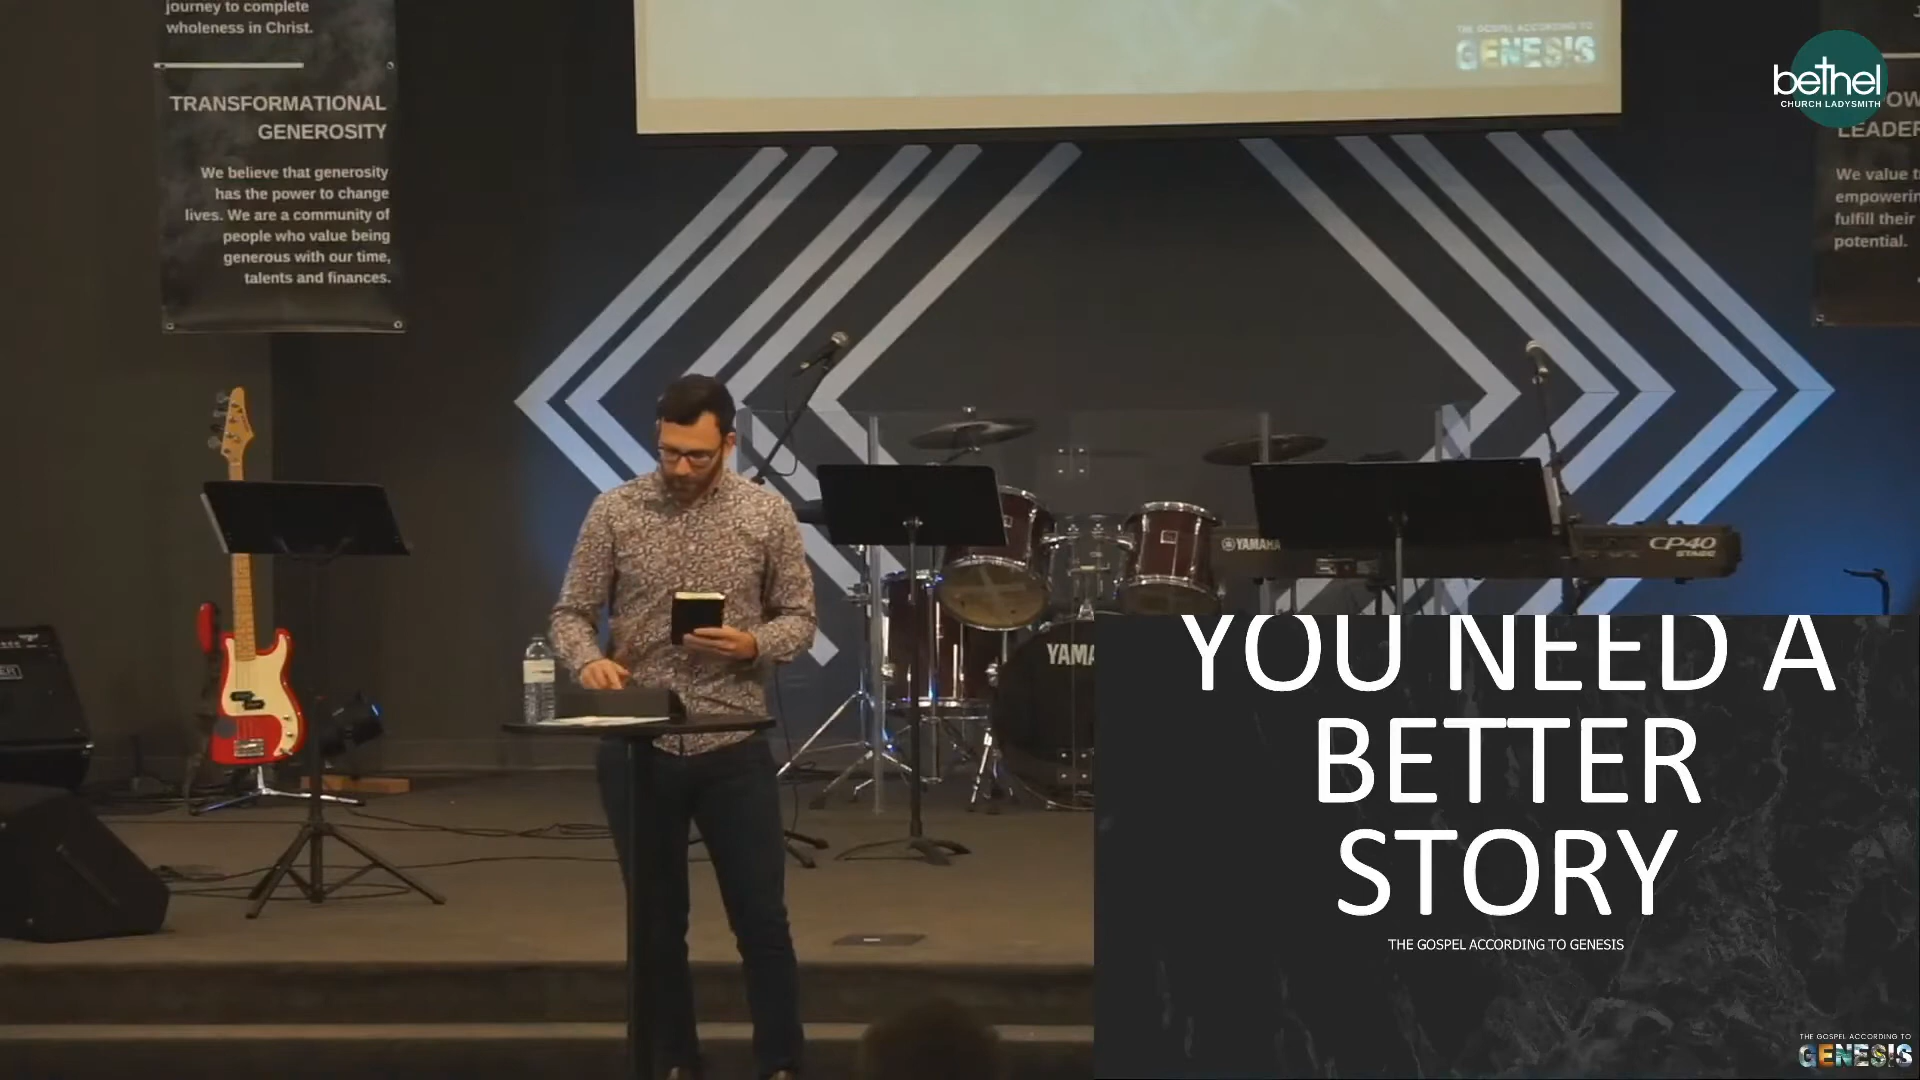 journey to complete
wholeness in Christ.
TRANSFORMATIONAL
GENEROSITY
We believe that generosity
has the power to change
lives. We are a community of
people who value being
generous with our time,
talents and finances.
THE GOSPEL ACCORDING TO
GENESIS
bethel
CHURCH LADYSMITH
LEADER
We value
empowerin
fulfill their
potential.
YAMAHA
CP40
STAGE
YAMA
YOU NEED A
BETTER
STORY
THE GOSPEL ACCORDING TO GENESIS
THE GOSPEL ACCORDING TO
GENESIS